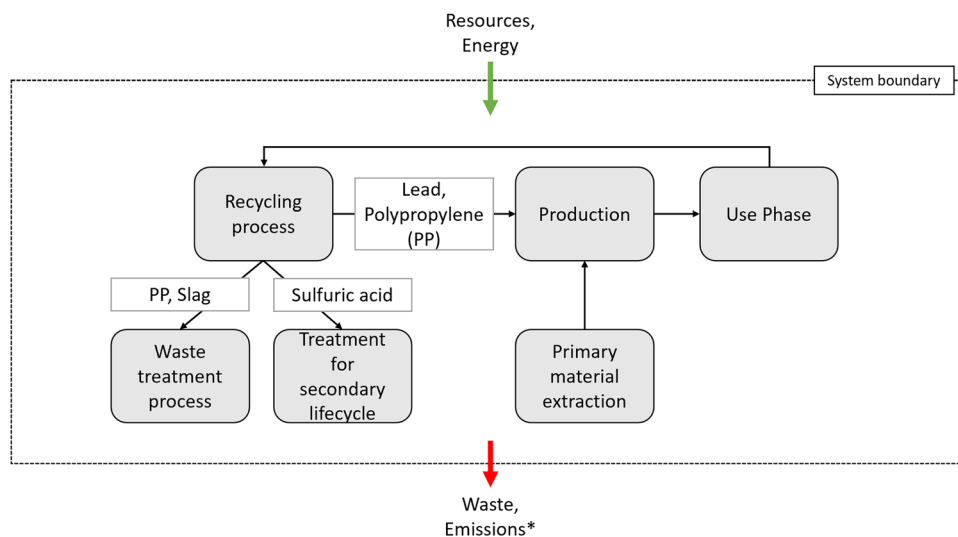 Resources,
Energy
System boundary
Recycling
process
Lead,
Polypropylene
(PP)
Production
Use Phase
PP, Slag
Sulfuric acid
Waste
treatment
process
Treatment
for
secondary
lifecycle
Primary
material
extraction
Waste,
Emissions*